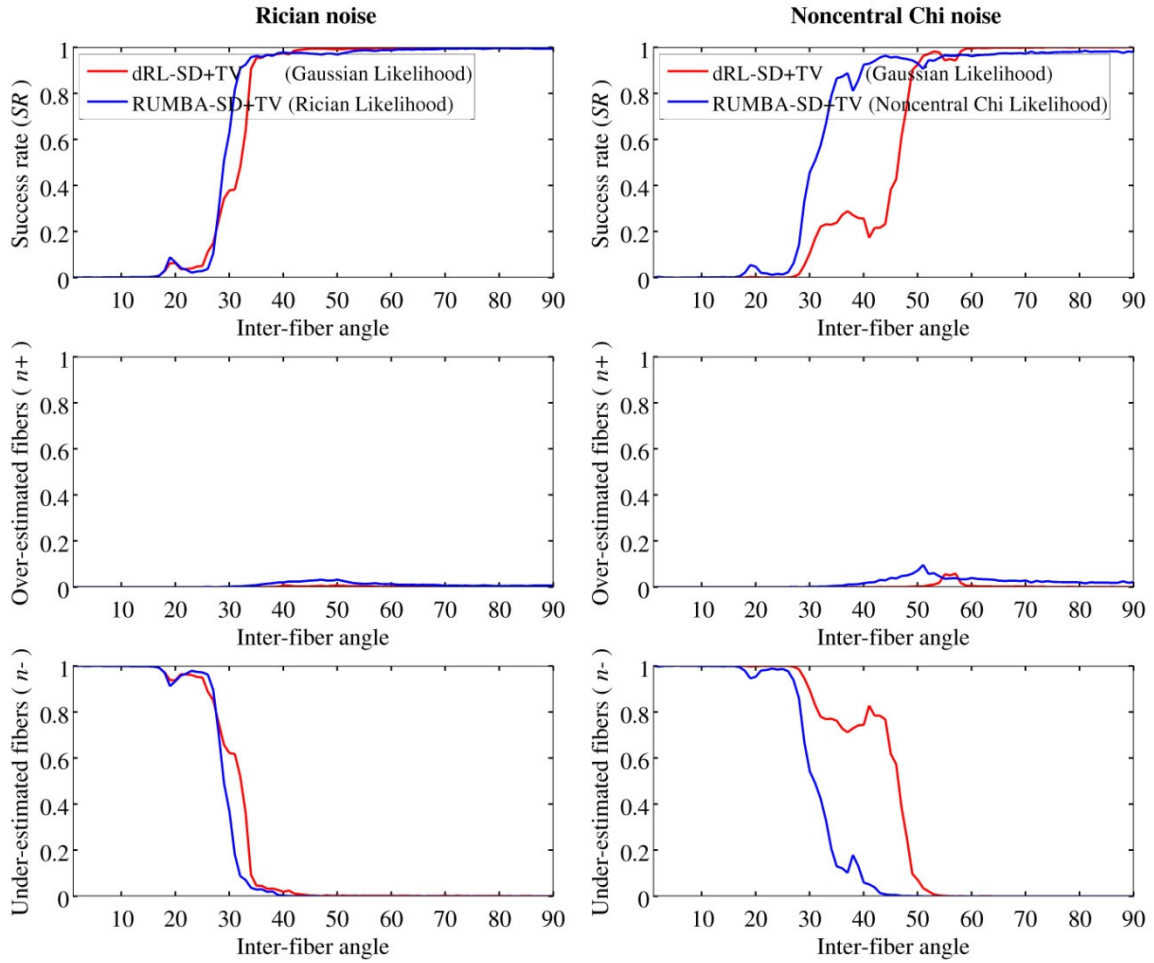 Rician noise
Noncentral Chi noise
Success rate (SR)
1
0.8
0.6
0.4
0.2
0
dRL-SD+TV (Gaussian Likelihood)
RUMBA-SD+TV (Rician Likelihood)
10 20 30 40 50 60 70 80 90
Inter-fiber angle
Success rate (SR)
1
0.8
0.6
0.4
0.2
0
dRL-SD+TV (Gaussian Likelihood)
RUMBA-SD+TV (Noncentral Chi Likelihood)
10 20 30 40 50 60 70 80 90
Inter-fiber angle
Over-estimated fibers ( n+ )
1
0.8
0.6
0.4
0.2
0
10 20 30 40 50 60 70 80 90
Inter-fiber angle
Over-estimated fibers ( n+ )
1
0.8
0.6
0.4
0.2
0
10 20 30 40 50 60 70 80 90
Inter-fiber angle
Under-estimated fibers ( n- )
1
0.8
0.6
0.4
0.2
0
10 20 30 40 50 60 70 80 90
Inter-fiber angle
Under-estimated fibers ( n- )
1
0.8
0.6
0.4
0.2
0
10 20 30 40 50 60 70 80 90
Inter-fiber angle